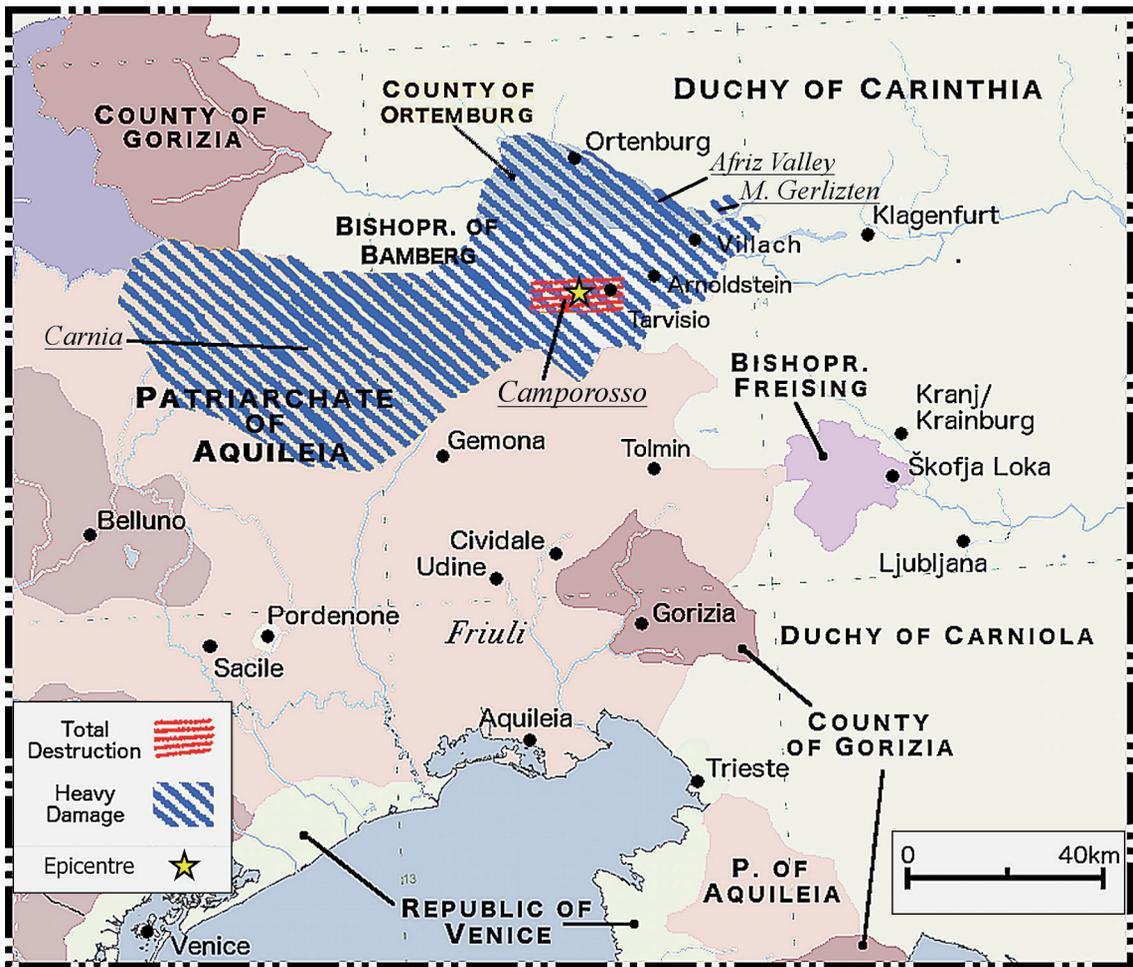 COUNTY OF
GORIZIA
COUNTY OF
ORTEMBURG
DUCHY OF CARINTHIA
Ortenburg
Afriz Valley
M. Gerlizten
Klagenfurt
BISHOPR. OF
BAMBERG
Villach
Arnoldstein
14
Tarvisio
Carnia
Camporosso
PATRIARCHATE
OF
AQUILEIA
BISHOPR.
FREISING
Kranj/
Krainburg
Gemona
Tolmin
Škofja Loka
Belluno
Cividale
Udine
Ljubljana
Pordenone
Friuli
Gorizia
DUCHY OF CARNIOLA
Sacile
Aquileia
COUNTY
OF GORIZIA
Trieste
Total
Destruction
Heavy
Damage
Epicentre
0 40km
P. OF
AQUILEIA
13
12
REPUBLIC OF
VENICE
Venice